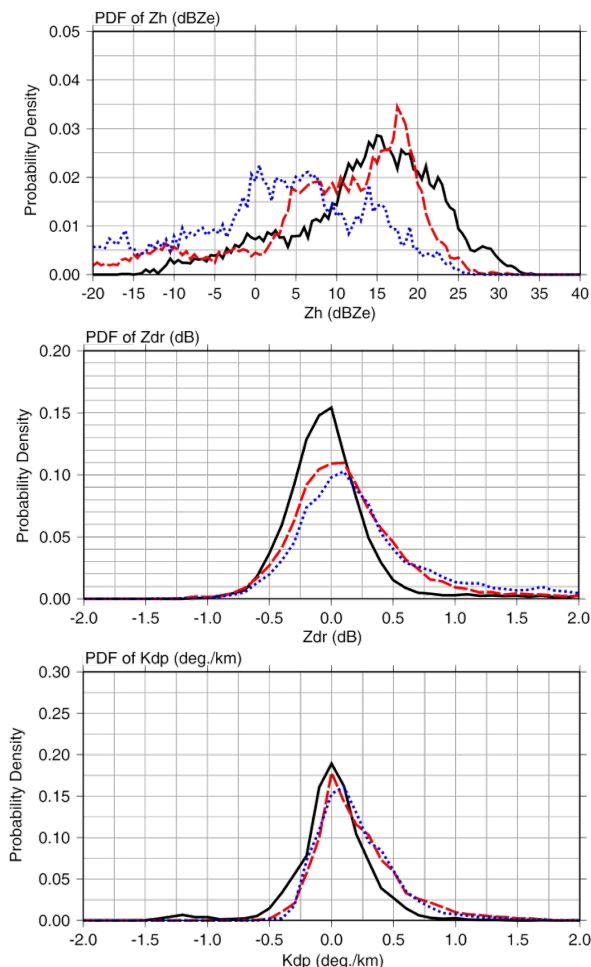 PDF of Zh (dBZe)
0.05
0.04
0.03
0.02
0.01
0.00
Probability Density
-20 -15 -10 -5 0 5 10 15 20 25 30 35 40
Zh (dBZe)
PDF of Zdr (dB)
0.20
0.15
0.10
0.05
0.00
Probability Density
-2.0 -1.5 -1.0 -0.5 0.0 0.5 1.0 1.5 2.0
Zdr (dB)
PDF of Kdp (deg./km)
0.30
0.25
0.20
0.15
0.10
0.05
0.00
Probability Density
-2.0 -1.5 -1.0 -0.5 0.0 0.5 1.0 1.5 2.0
Kdp (deg./km)